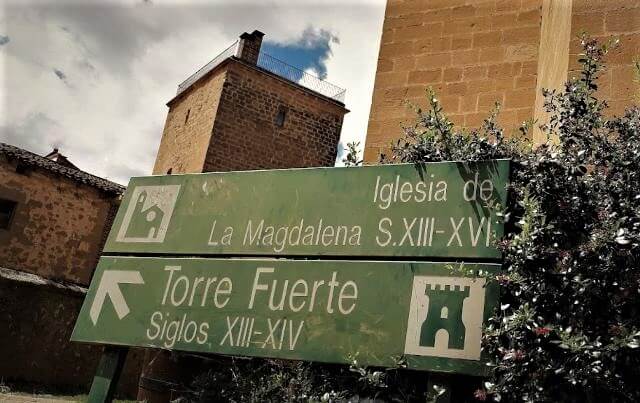 Iglesia de
La Magdalena S.XIII-XVI
Torre Fuerte
Siglos XIII-XIV